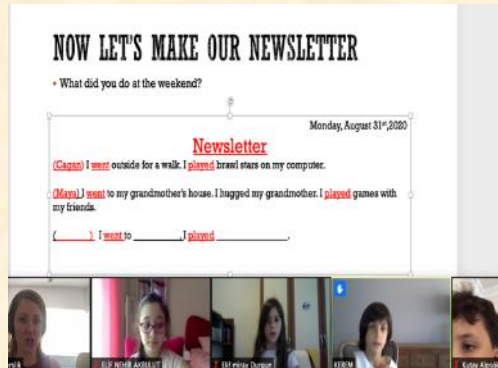 NOW LET'S MAKE OUR NEWSLETTER
• What did you do at the weekend?
Monday, August 31st,2020
Newsletter
(Cagan) I went outside for a walk. I played brawl stars on my computer.
(Maya) I went to my grandmother's house. I hugged my grandmother. I played games with
my friends.
(______) I went to __________. I played ______________.
ELIF NEHIR AKBULUT
Elif miray Durgun
KEREM